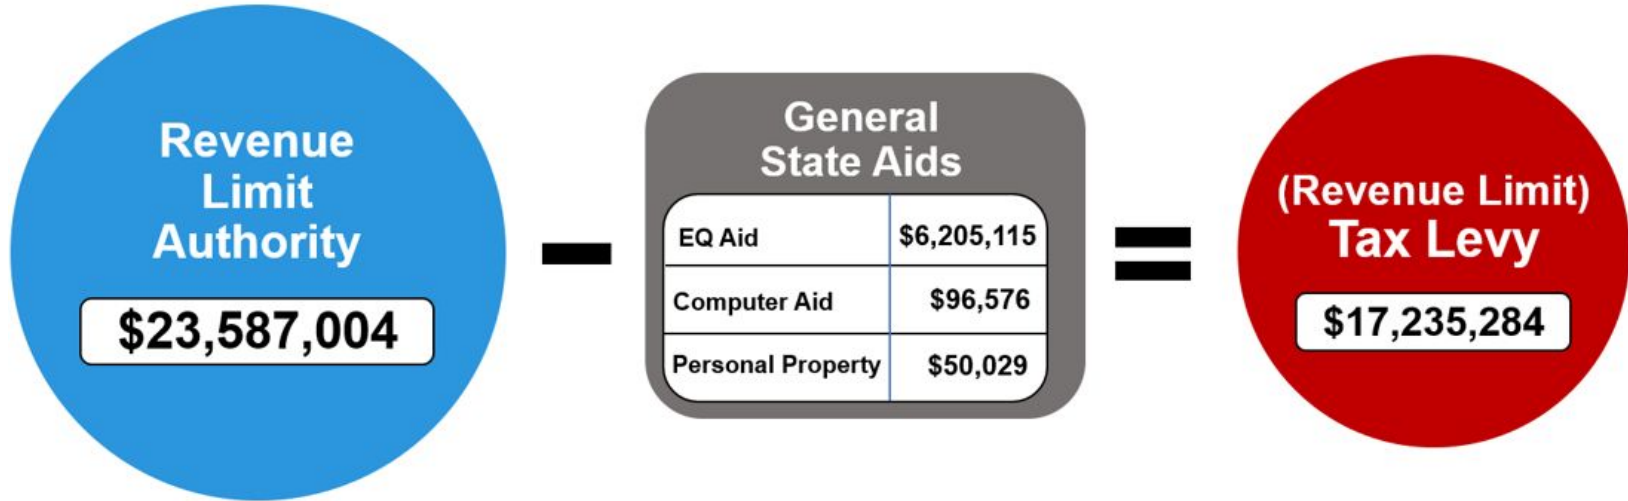 Revenue
Limit
Authority
$23,587,004
General
State Aids
EQ Aid $6,205,115
Computer Aid $96,576
Personal Property $50,029
(Revenue Limit)
Tax Levy
$17,235,284